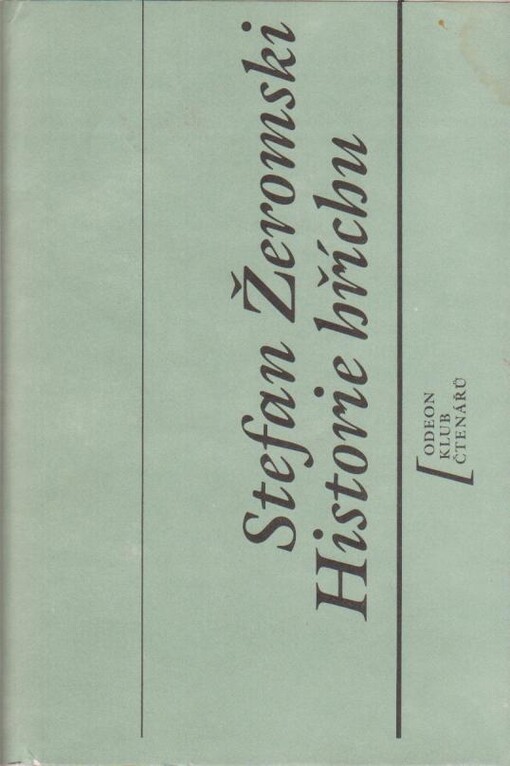 Stefan Žeromski
Historie hříchu
ODEON
KLUB
ČTENÁŘŮ